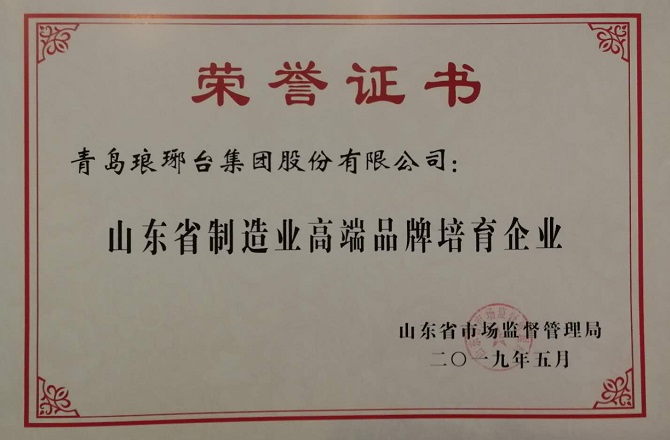 荣誉证书
青岛琅琊台集团股份有限公司：
山东省制造业高端品牌培育企业
山东省市场监督管理局
二〇一九年五月